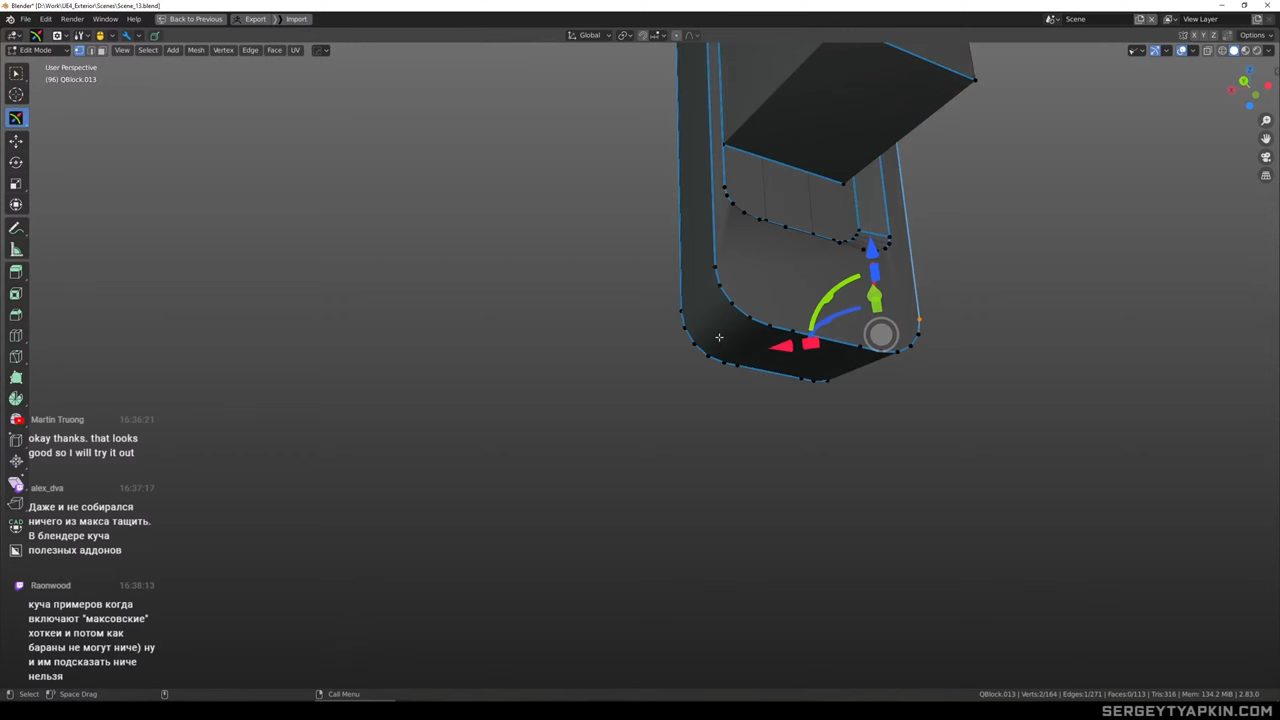 Blender* [D:\Work\UE4_Exterior\Scenes\Scene_13.blend]
File Edit Render Window Help Back to Previous Export Import Scene View Layer
Global X Y Z Options
Edit Mode View Select Add Mesh Vertex Edge Face UV
User Perspective
(96) QBlock.013
Martin Truong 16:36:21
okay thanks. that looks
good so I will try it out
alex_dva 16:37:17
Даже и не собирался
ничего из макса тащить.
В блендере куча
полезных аддонов
CAD
Raonwood 16:38:13
куча примеров когда
включают "максовские"
хоткеи и потом как
бараны не могут ниче) ну
и им подсказать ниче
нельзя
Select Space Drag Call Menu QBlock.013 | Verts:2/164 | Edges:1/271 | Faces:0/113 | Tris:316 | Mem: 134.2 MiB | 2.83.0
SERGEYTYAPKIN.COM